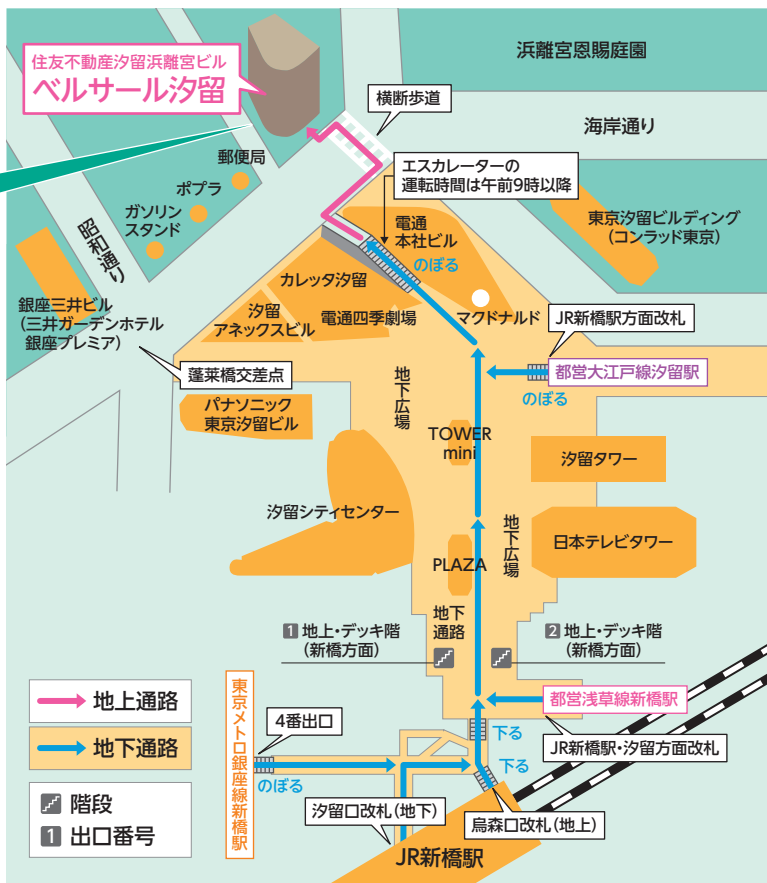 浜離宮恩賜庭園
住友不動産汐留浜離宮ビル
ベルサール汐留
横断歩道
海岸通り
郵便局
ポプラ
ガソリン
スタンド
昭和通り
エスカレーターの
運転時間は午前9時以降
電通
本社ビル
のぼる
東京汐留ビルディング
（コンラッド東京）
カレッタ汐留
汐留
アネックスビル
電通四季劇場
マクドナルド
銀座三井ビル
（三井ガーデンホテル
銀座プレミア）
JR新橋駅方面改札
蓬莱橋交差点
都営大江戸線汐留駅
のぼる
地下広場
パナソニック
東京汐留ビル
TOWER
mini
汐留タワー
汐留シティセンター
地下広場
日本テレビタワー
PLAZA
地下
通路
1 地上・デッキ階
（新橋方面）
2 地上・デッキ階
（新橋方面）
地上通路
地下通路
階段
1 出口番号
東京メトロ銀座線新橋駅
4番出口
のぼる
都営浅草線新橋駅
下る
JR新橋駅・汐留方面改札
下る
汐留口改札（地下）
烏森口改札（地上）
JR新橋駅